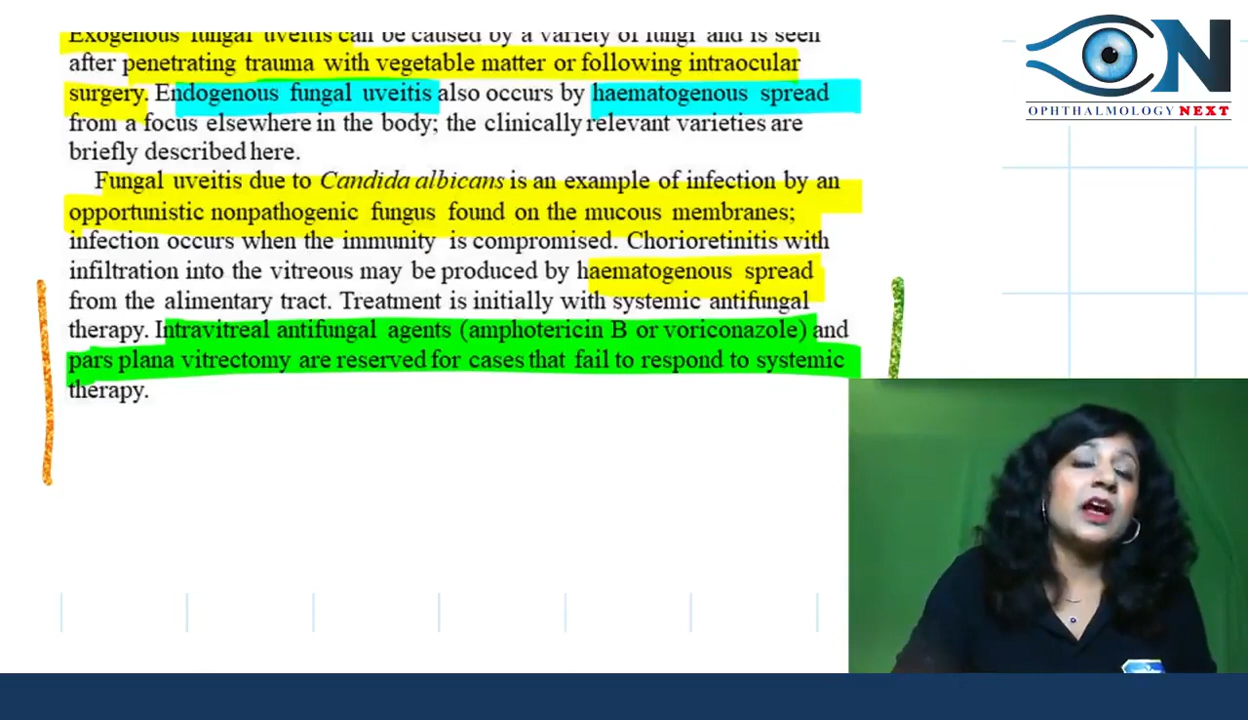 Exogenous fungal uveitis can be caused by a variety of fungi and is seen
after penetrating trauma with vegetable matter or following intraocular
surgery. Endogenous fungal uveitis also occurs by haematogenous spread
from a focus elsewhere in the body; the clinically relevant varieties are
briefly described here.
Fungal uveitis due to Candida albicans is an example of infection by an
opportunistic nonpathogenic fungus found on the mucous membranes;
infection occurs when the immunity is compromised. Chorioretinitis with
infiltration into the vitreous may be produced by haematogenous spread
from the alimentary tract. Treatment is initially with systemic antifungal
therapy. Intravitreal antifungal agents (amphotericin B or voriconazole) and
pars plana vitrectomy are reserved for cases that fail to respond to systemic
therapy.
N
OPHTHALMOLOGY NEXT